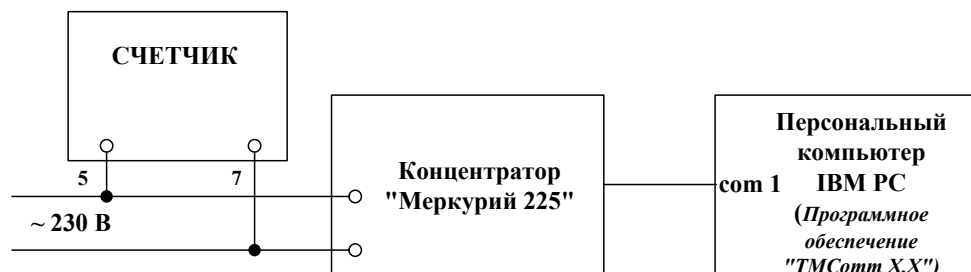 СЧЕТЧИК
5
7
~ 230 В
Концентратор
"Меркурий 225"
com 1
Персональный
компьютер
IBM PC
(Программное
обеспечение
"TMComm X.X")